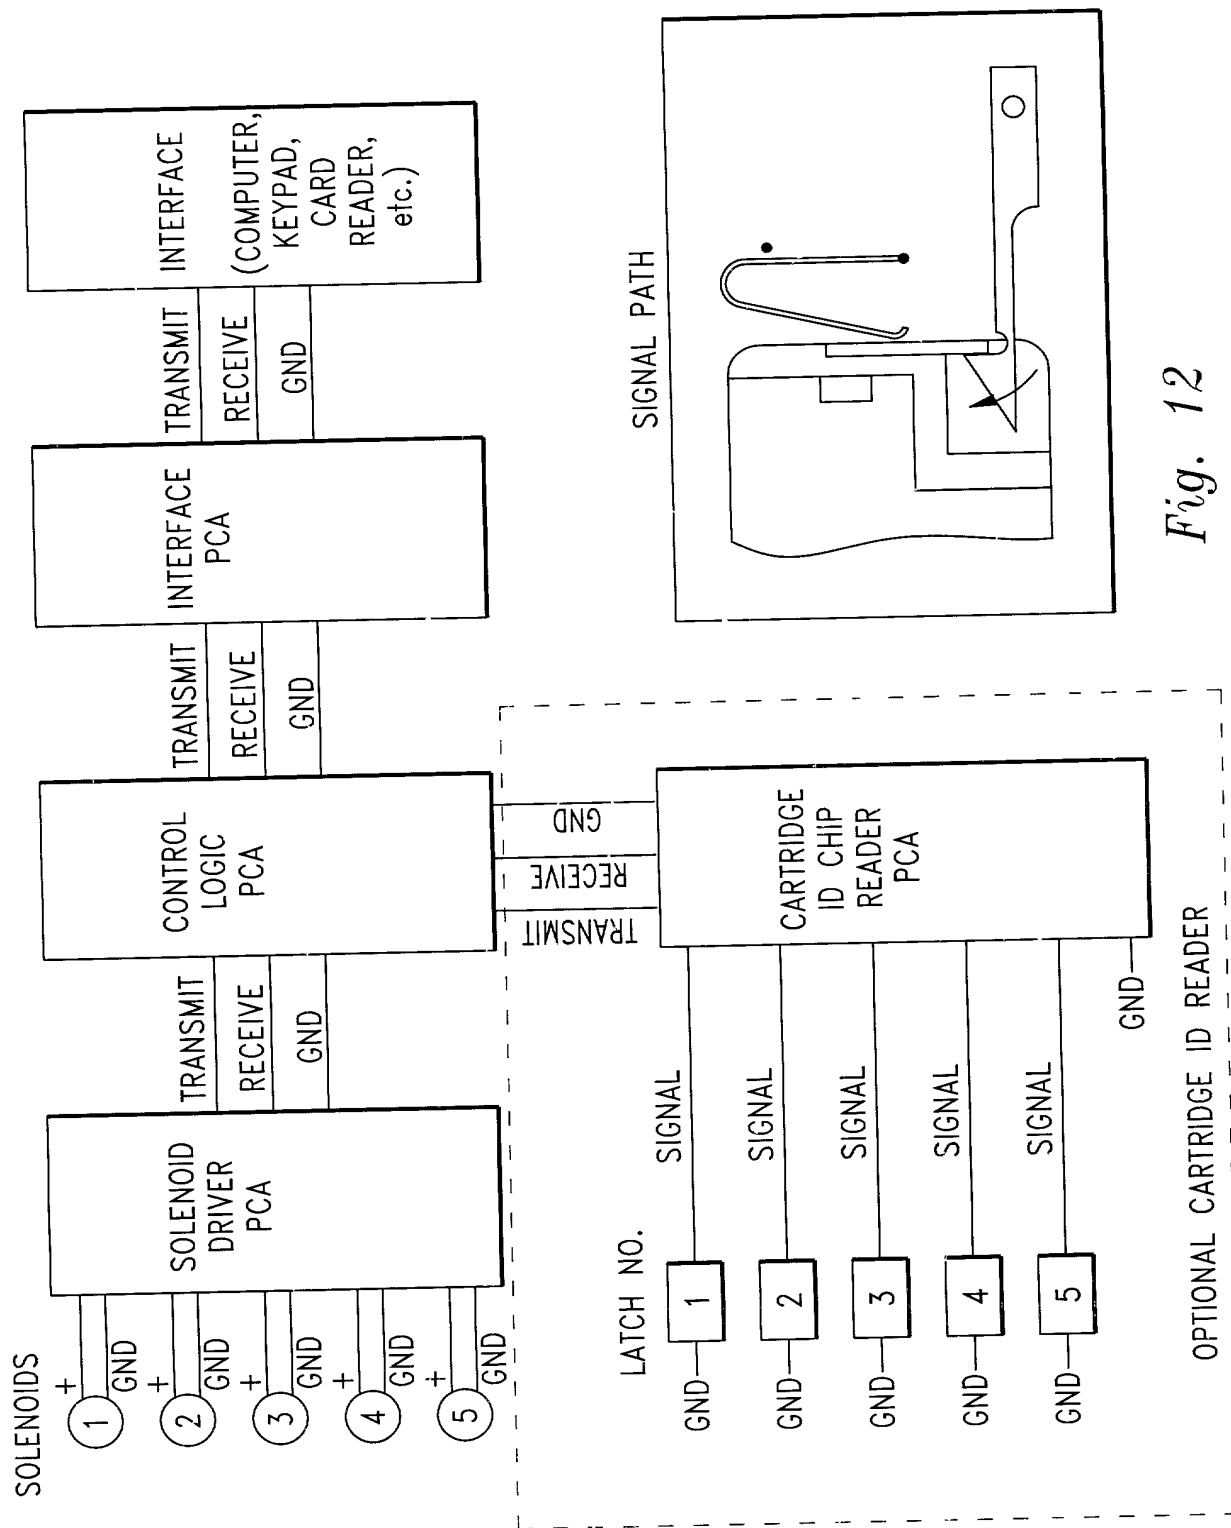 SOLENOIDS
+
1
GND
+
2
GND
+
3
GND
+
4
GND
+
5
GND
SOLENOID
DRIVER
PCA
TRANSMIT
RECEIVE
GND
CONTROL
LOGIC
PCA
TRANSMIT
RECEIVE
GND
INTERFACE
PCA
TRANSMIT
RECEIVE
GND
INTERFACE
(COMPUTER,
KEYPAD,
CARD
READER,
etc.)
TRANSMIT
RECEIVE
GND
LATCH NO.
GND
1
SIGNAL
GND
2
SIGNAL
GND
3
SIGNAL
GND
4
SIGNAL
GND
5
SIGNAL
GND
CARTRIDGE
ID CHIP
READER
PCA
OPTIONAL CARTRIDGE ID READER
SIGNAL PATH
Fig. 12